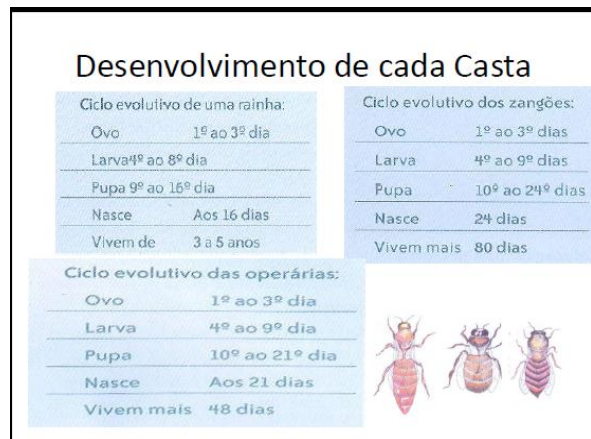 Desenvolvimento de cada Casta
Ciclo evolutivo de uma rainha:
Ovo 1º ao 3º dia
Larva4º ao 8º dia
Pupa 9º ao 16º dia
Nasce Aos 16 dias
Vivem de 3 a 5 anos
Ciclo evolutivo dos zangões:
Ovo 1º ao 3º dias
Larva 4º ao 9º dias
Pupa 10º ao 24º dias
Nasce 24 dias
Vivem mais 80 dias
Ciclo evolutivo das operárias:
Ovo 1º ao 3º dia
Larva 4º ao 9º dia
Pupa 10º ao 21º dia
Nasce Aos 21 dias
Vivem mais 48 dias